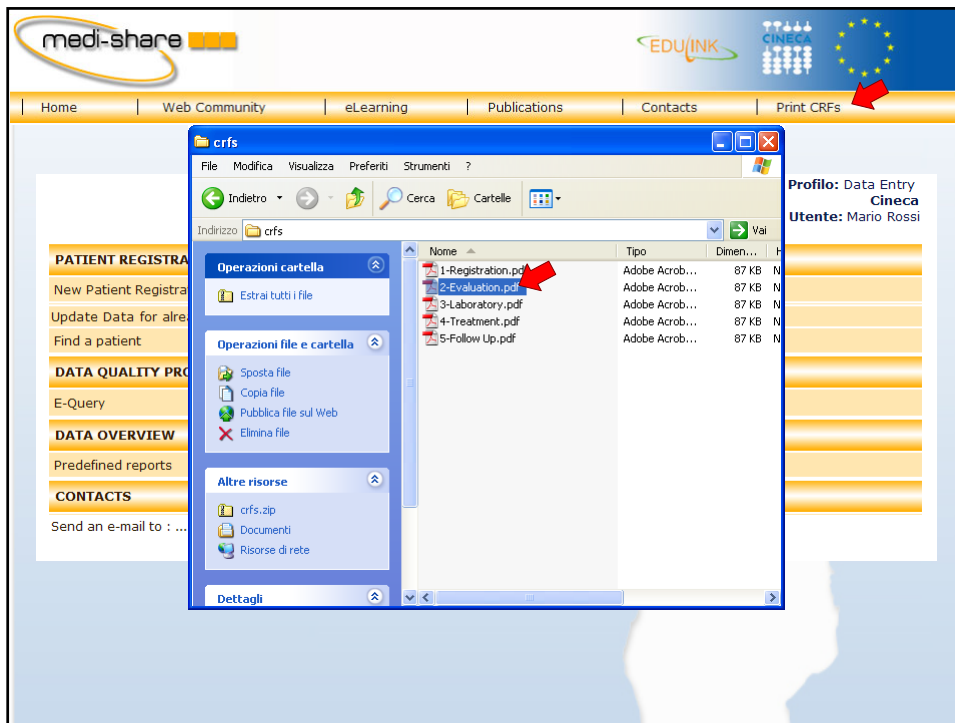 medi-share
EDULINK
CINECA
Home
Web Community
eLearning
Publications
Contacts
Print CRFs
crfs
File Modifica Visualizza Preferiti Strumenti ?
Indietro
Cerca
Cartelle
Indirizzo crfs
Vai
Profilo: Data Entry
Cineca
Utente: Mario Rossi
Operazioni cartella
Estrai tutti i file
Operazioni file e cartella
Sposta file
Copia file
Pubblica file sul Web
Elimina file
Altre risorse
crfs.zip
Documenti
Risorse di rete
Dettagli
Nome Tipo Dimen...
1-Registration.pdf Adobe Acrob... 87 KB N
2-Evaluation.pdf Adobe Acrob... 87 KB N
3-Laboratory.pdf Adobe Acrob... 87 KB N
4-Treatment.pdf Adobe Acrob... 87 KB N
5-Follow Up.pdf Adobe Acrob... 87 KB N
PATIENT REGISTRA
New Patient Registra
Update Data for alre
Find a patient
DATA QUALITY PRO
E-Query
DATA OVERVIEW
Predefined reports
CONTACTS
Send an e-mail to : ...